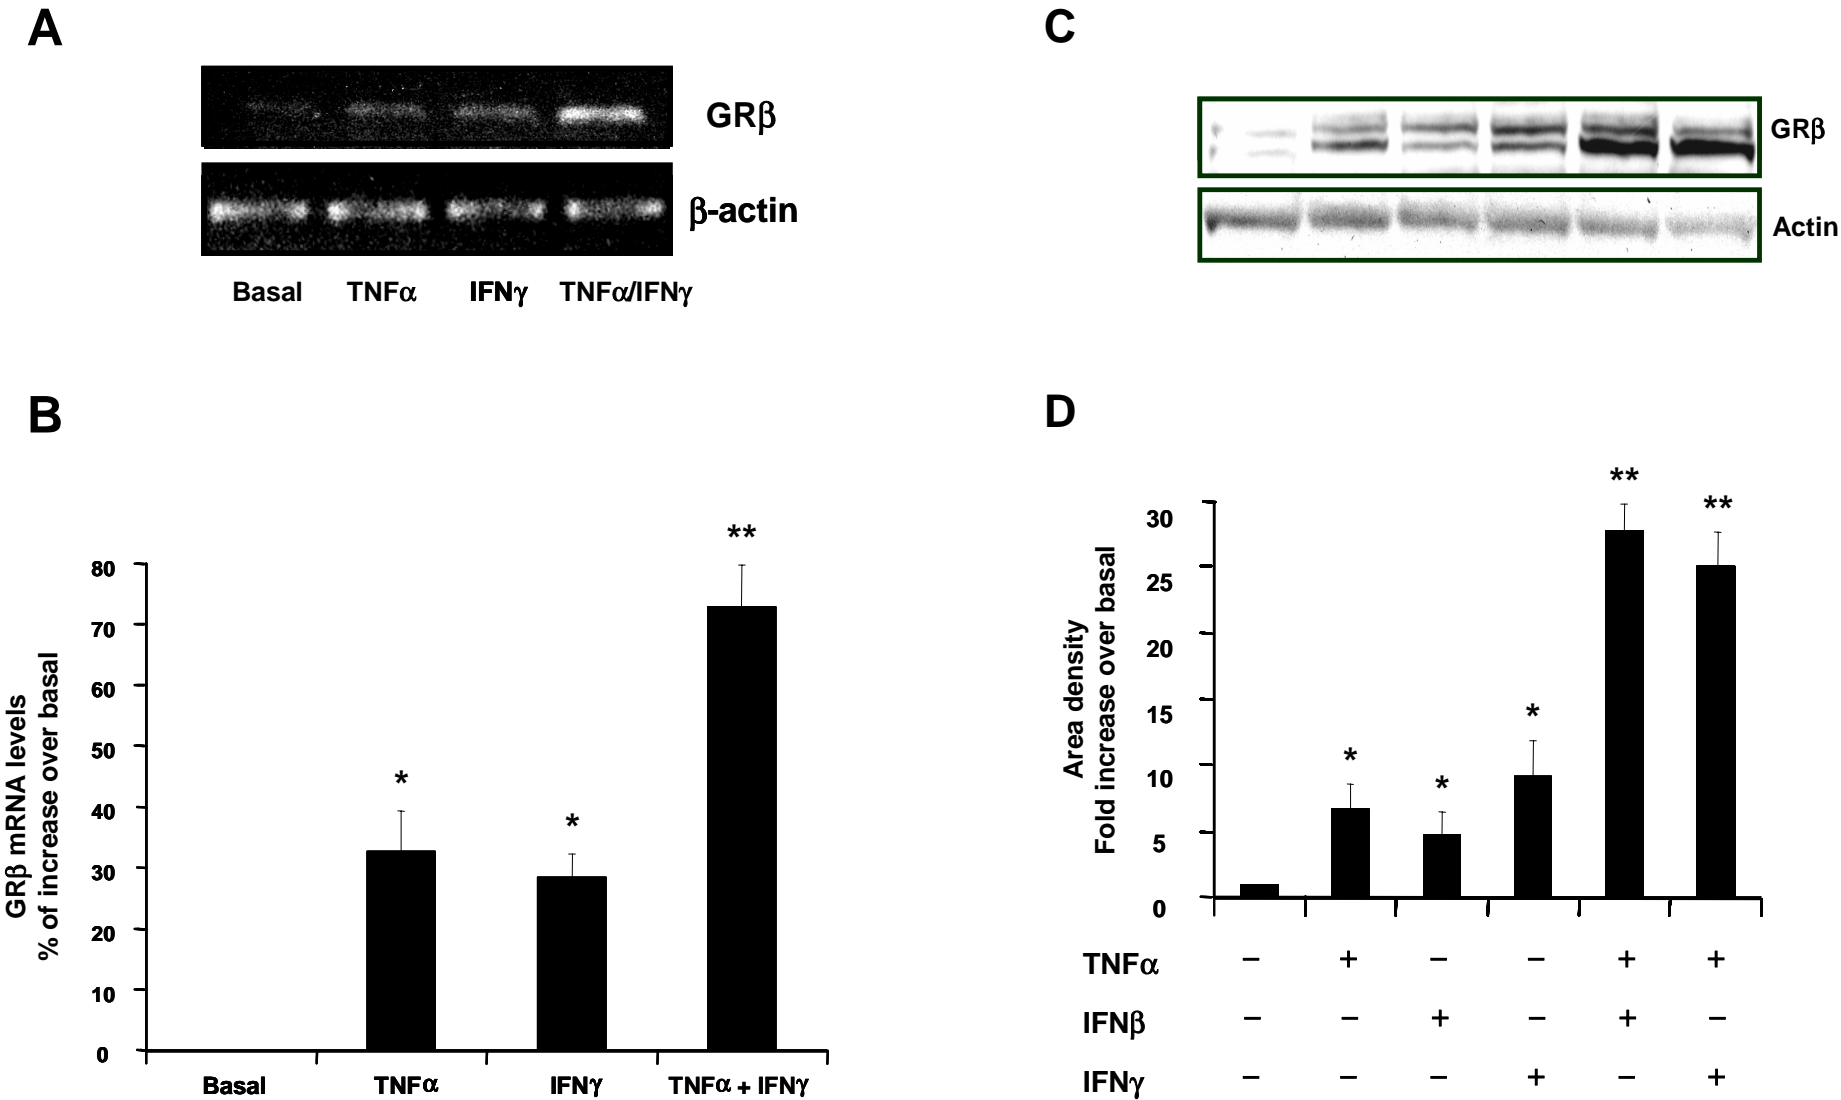 A
GRβ
β-actin
Basal TNFα IFNγ TNFα/IFNγ
B
GRβ mRNA levels
% of increase over basal
80
70
60
50
40
30
20
10
0
*
*
**
Basal TNFα IFNγ TNFα + IFNγ
C
GRβ
Actin
D
Area density
Fold increase over basal
30
25
20
15
10
5
0
*
*
*
**
**
TNFα – + – – + +
IFNβ – – + – + –
IFNγ – – – + – +